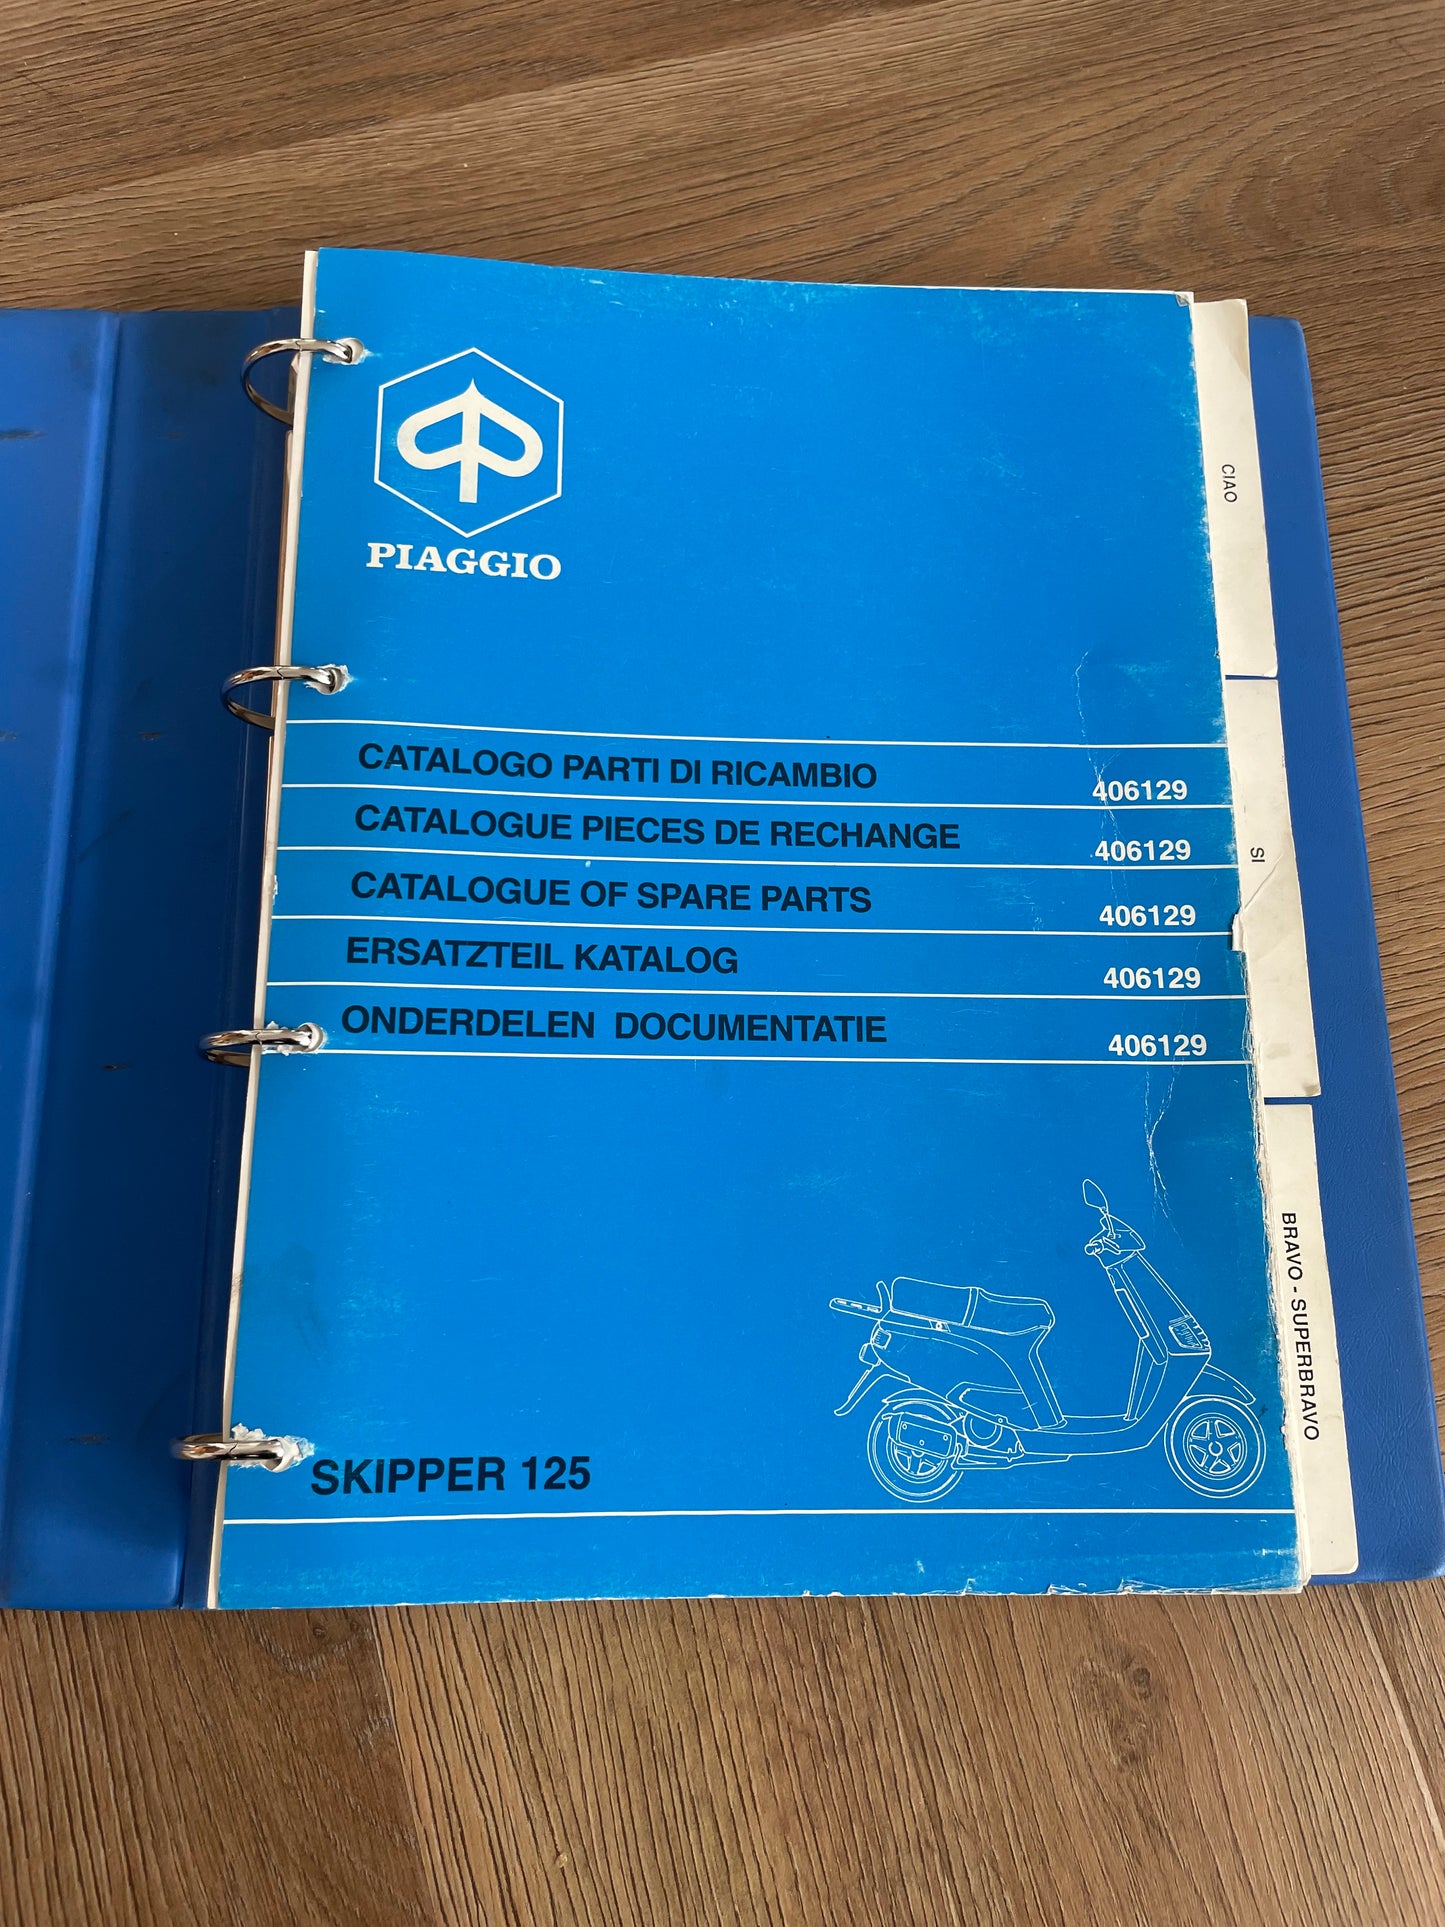 PIAGGIO
CATALOGO PARTI DI RICAMBIO 406129
CATALOGUE PIECES DE RECHANGE 406129
CATALOGUE OF SPARE PARTS 406129
ERSATZTEIL KATALOG 406129
ONDERDELEN DOCUMENTATIE 406129
SKIPPER 125
CIAO
SI
BRAVO - SUPERBRAVO